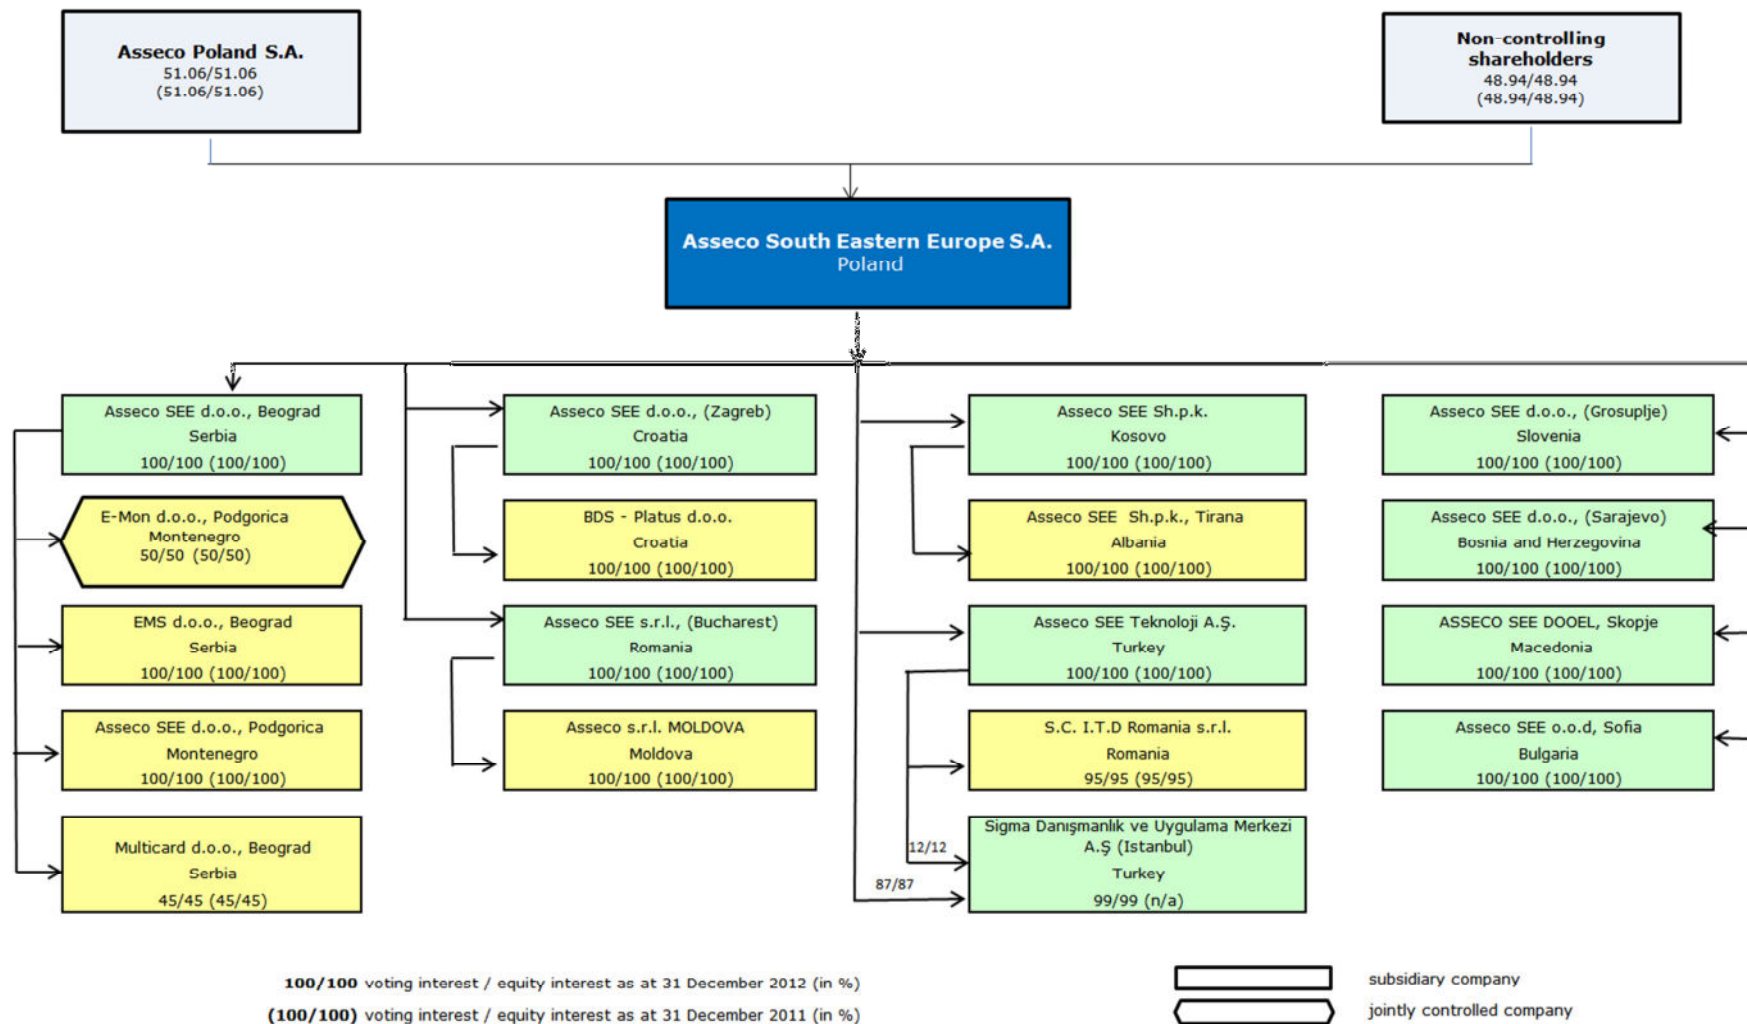 Asseco Poland S.A.
51.06/51.06
(51.06/51.06)
Non-controlling
shareholders
48.94/48.94
(48.94/48.94)
Asseco South Eastern Europe S.A.
Poland
Asseco SEE d.o.o., Beograd
Serbia
100/100 (100/100)
E-Mon d.o.o., Podgorica
Montenegro
50/50 (50/50)
EMS d.o.o., Beograd
Serbia
100/100 (100/100)
Asseco SEE d.o.o., Podgorica
Montenegro
100/100 (100/100)
Multicard d.o.o., Beograd
Serbia
45/45 (45/45)
Asseco SEE d.o.o., (Zagreb)
Croatia
100/100 (100/100)
BDS - Platus d.o.o.
Croatia
100/100 (100/100)
Asseco SEE s.r.l., (Bucharest)
Romania
100/100 (100/100)
Asseco s.r.l. MOLDOVA
Moldova
100/100 (100/100)
Asseco SEE Sh.p.k.
Kosovo
100/100 (100/100)
Asseco SEE Sh.p.k., Tirana
Albania
100/100 (100/100)
Asseco SEE Teknoloji A.Ş.
Turkey
100/100 (100/100)
S.C. I.T.D Romania s.r.l.
Romania
95/95 (95/95)
12/12
87/87
Sigma Danışmanlık ve Uygulama Merkezi
A.Ş (Istanbul)
Turkey
99/99 (n/a)
Asseco SEE d.o.o., (Grosuplje)
Slovenia
100/100 (100/100)
Asseco SEE d.o.o., (Sarajevo)
Bosnia and Herzegovina
100/100 (100/100)
ASSECO SEE DOOEL, Skopje
Macedonia
100/100 (100/100)
Asseco SEE o.o.d, Sofia
Bulgaria
100/100 (100/100)
100/100 voting interest / equity interest as at 31 December 2012 (in %)
(100/100) voting interest / equity interest as at 31 December 2011 (in %)
subsidiary company
jointly controlled company